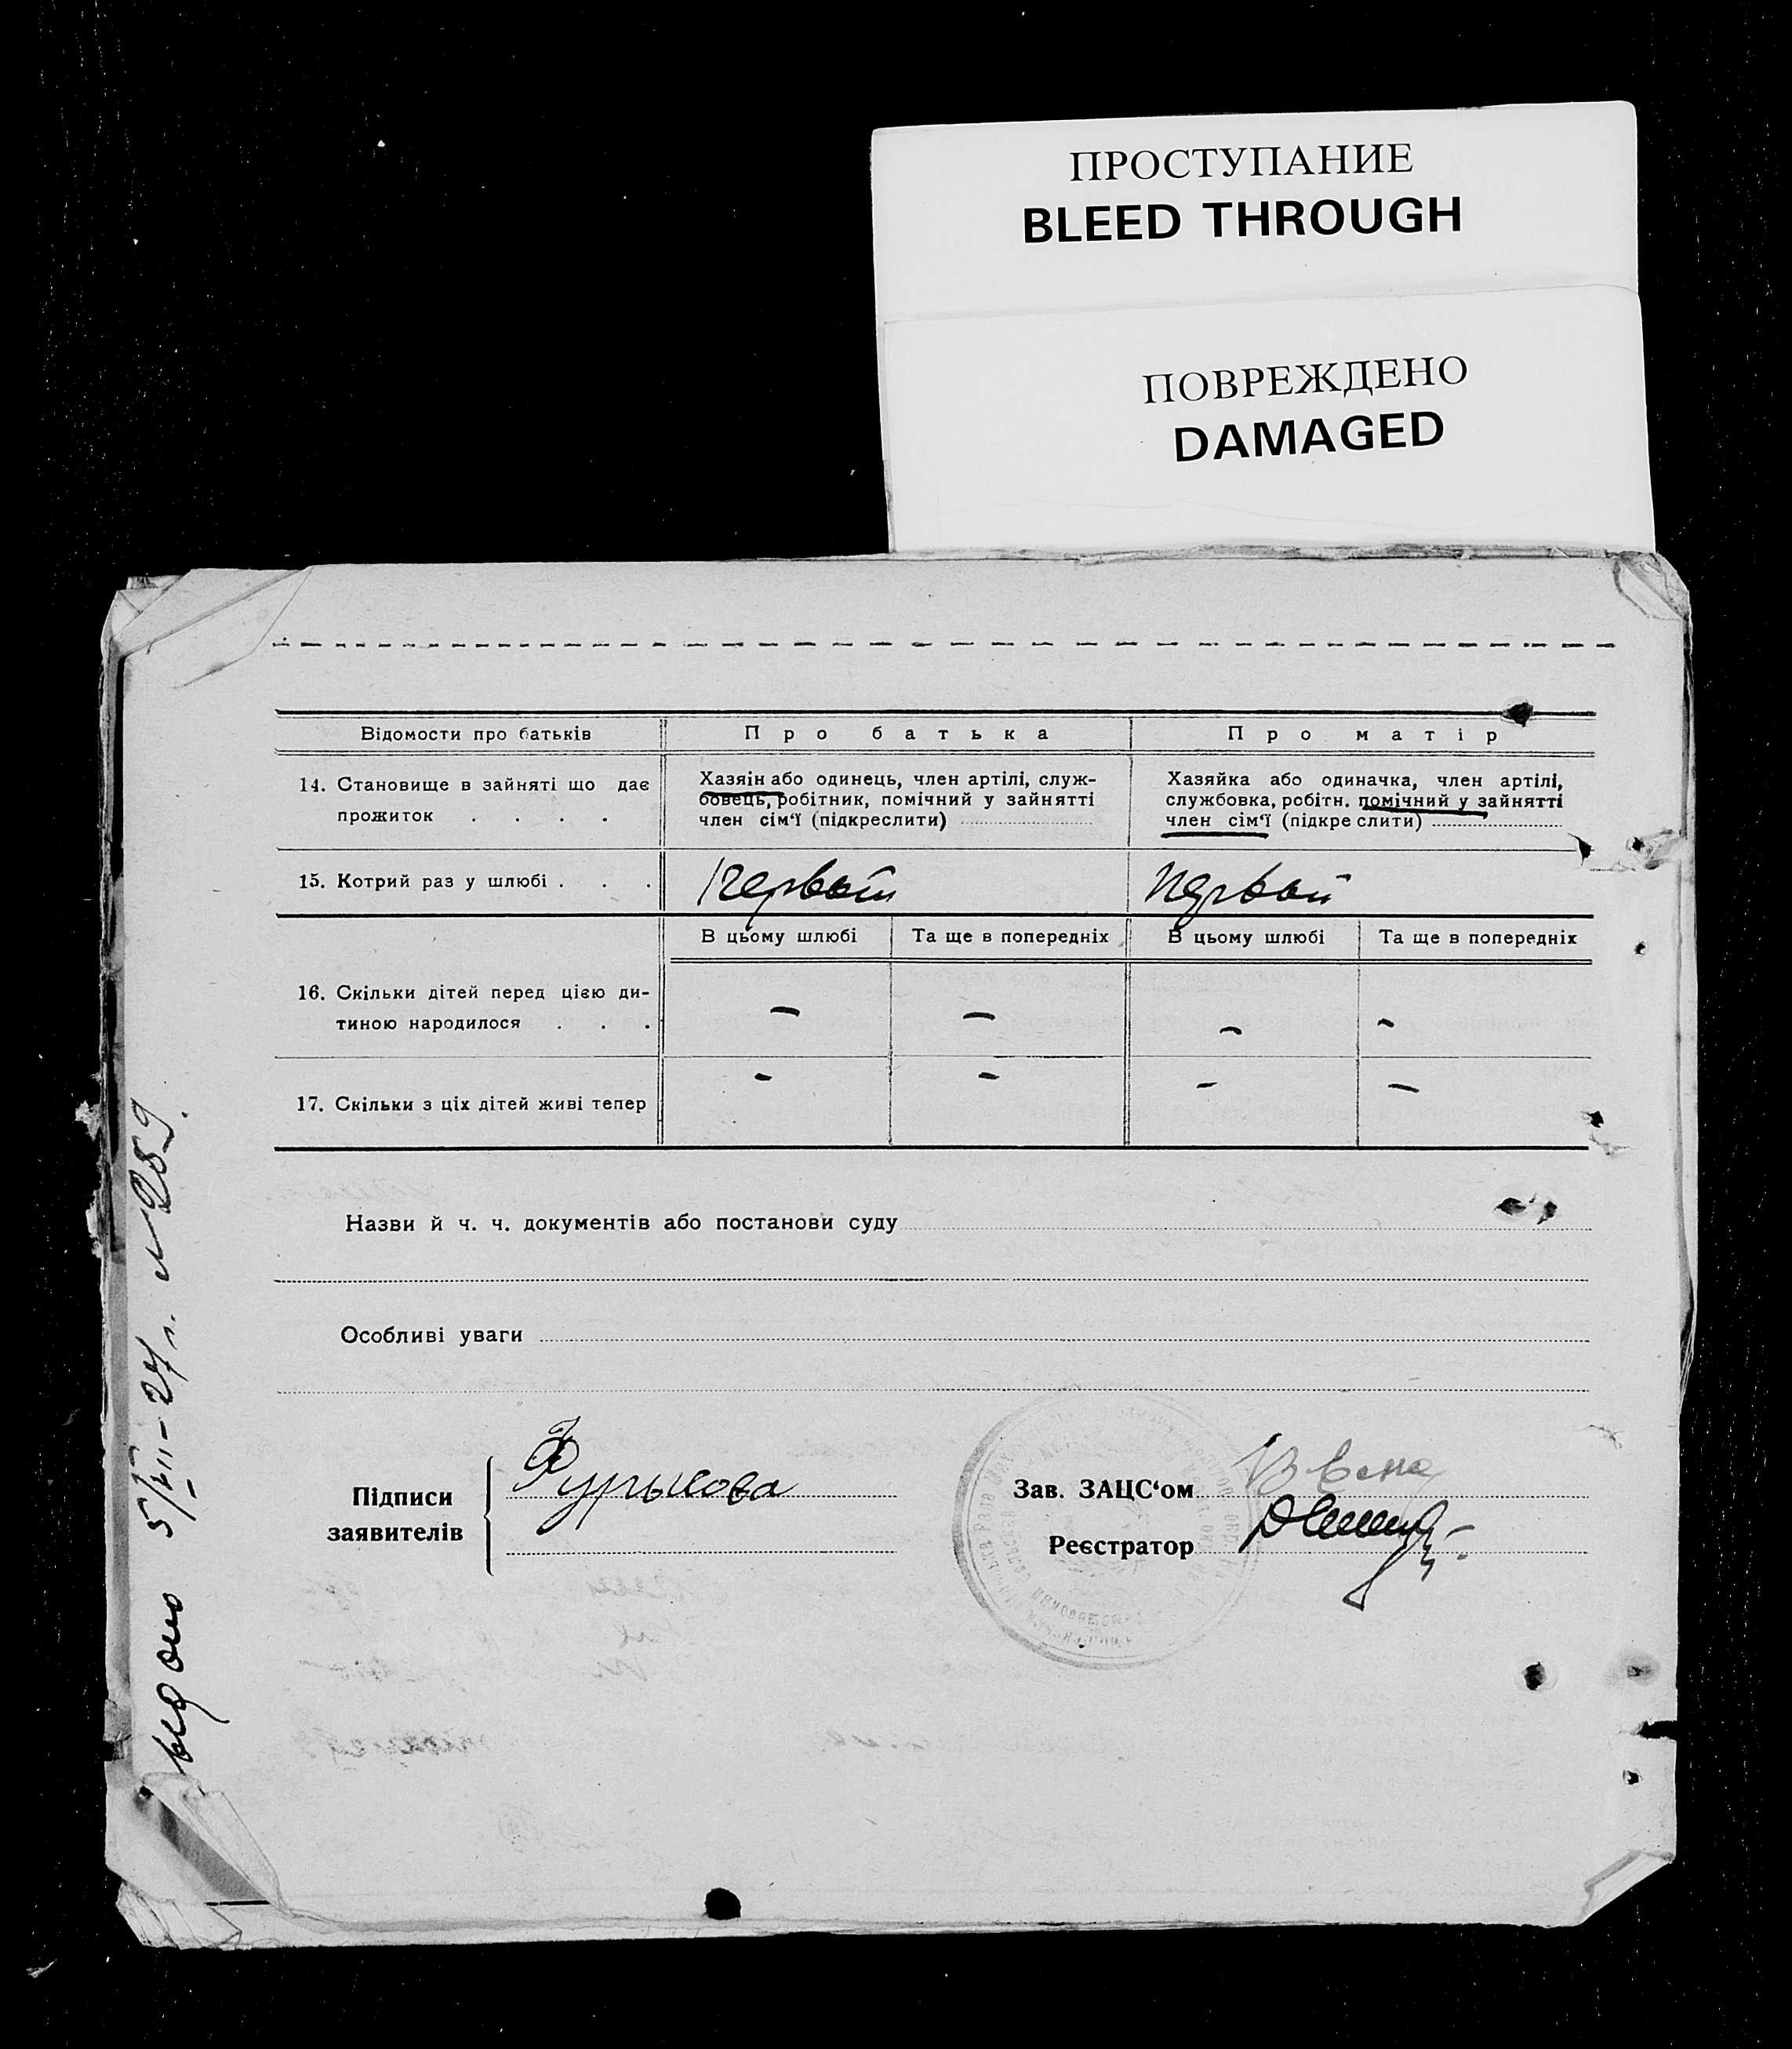 ПРОСТУПАНИЕ
BLEED THROUGH
ПОВРЕЖДЕНО
DAMAGED
Відомости про батьків
Про батька
Про матір
14. Становище в зайняті що дає
прожиток . . . .
Хазяін або одинець, член артілі, служ-
бовець, робітник, помічний у зайнятті
член сім‘ї (підкреслити)
Хазяйка або одиначка, член артілі,
службовка, робітн. помічний у зайнятті
член сім‘ї (підкреслити)
15. Котрий раз у шлюбі . . .
первый
первый
В цьому шлюбі
Та ще в попередніх
В цьому шлюбі
Та ще в попередніх
16. Скільки дітей перед цією ди-
тиною народилося . . .
– – – –
17. Скільки з ціх дітей живі тепер
– – – –
Назви й ч. ч. документів або постанови суду
Особливі уваги
Підписи
заявителів
Зав. ЗАЦС‘ом
Реєстратор
№ 289.